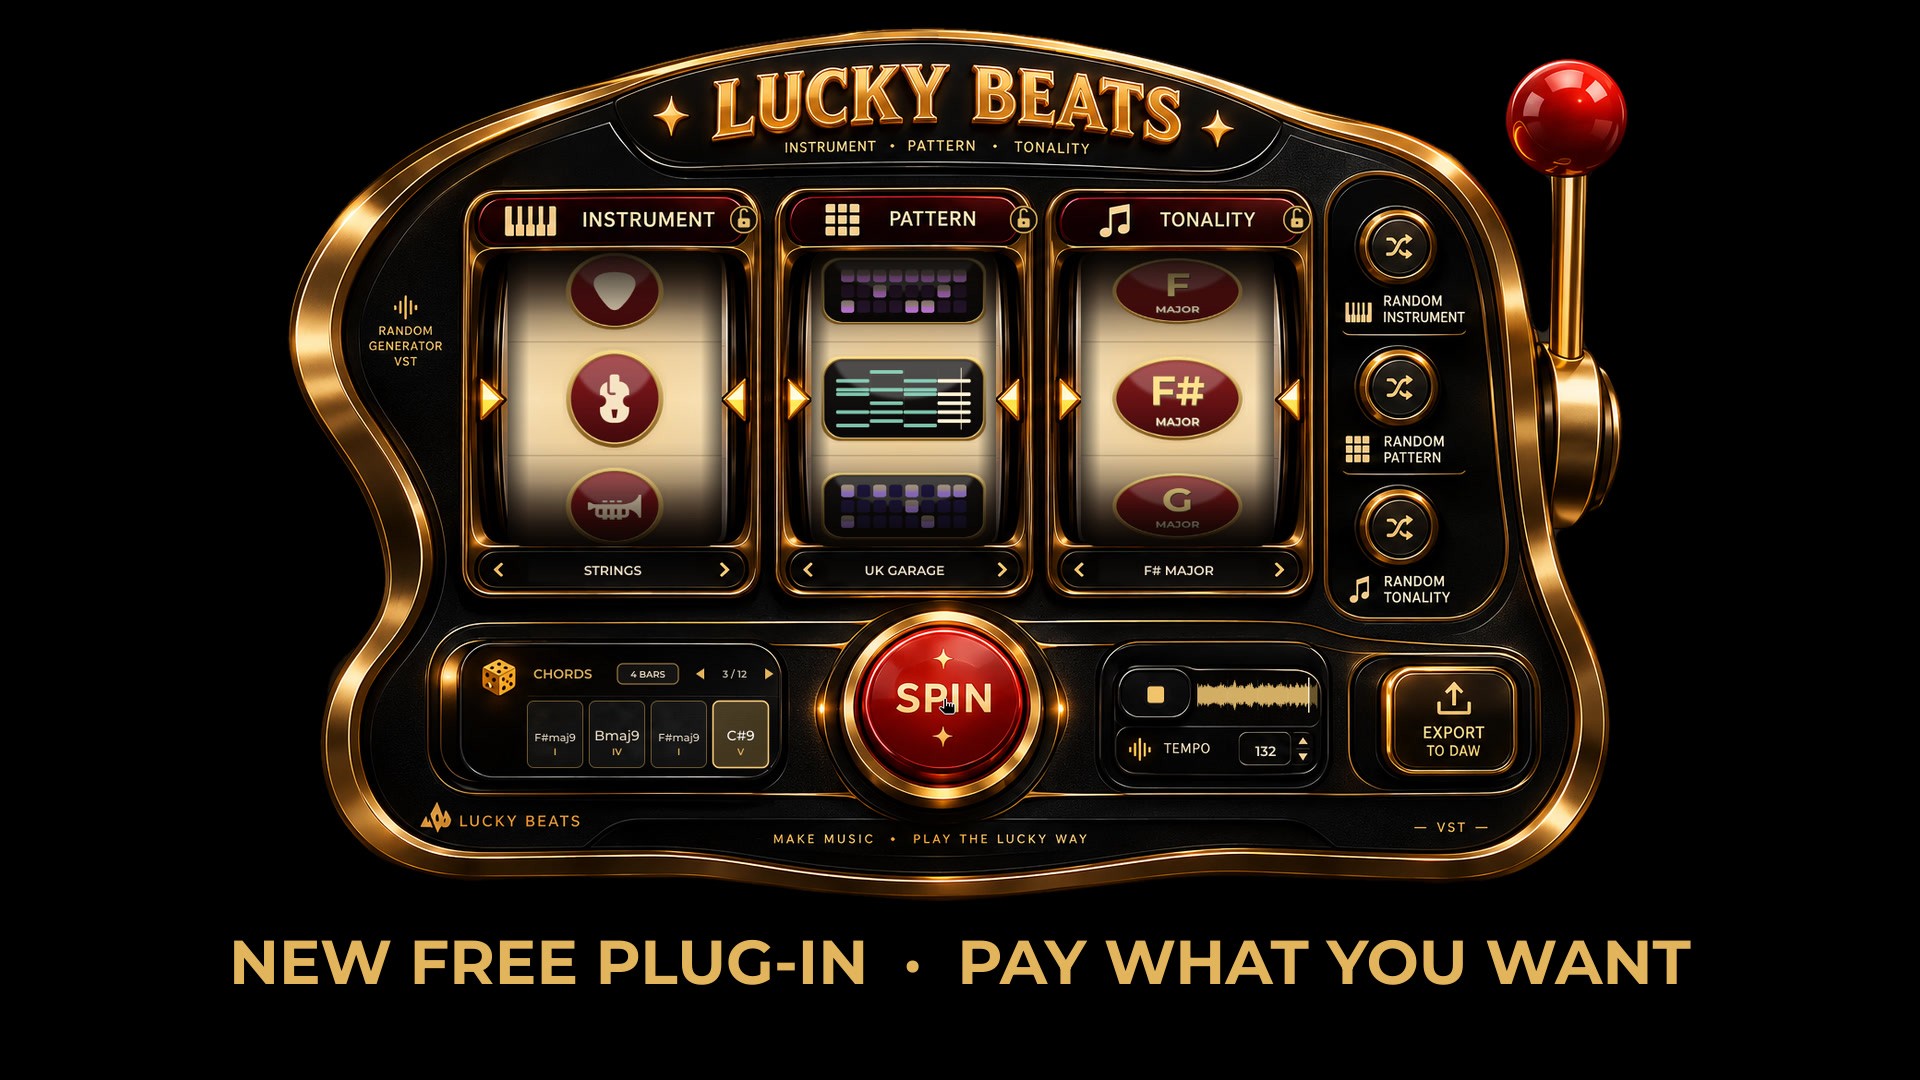 LUCKY BEATS
INSTRUMENT • PATTERN • TONALITY
INSTRUMENT
PATTERN
TONALITY
RANDOM
GENERATOR
VST
F
MAJOR
F#
MAJOR
G
MAJOR
RANDOM
INSTRUMENT
RANDOM
PATTERN
RANDOM
TONALITY
STRINGS
UK GARAGE
F# MAJOR
CHORDS
4 BARS
3 / 12
F#maj9
I
Bmaj9
IV
F#maj9
I
C#9
V
SPIN
TEMPO
132
EXPORT
TO DAW
LUCKY BEATS
MAKE MUSIC • PLAY THE LUCKY WAY
— VST —
NEW FREE PLUG-IN • PAY WHAT YOU WANT